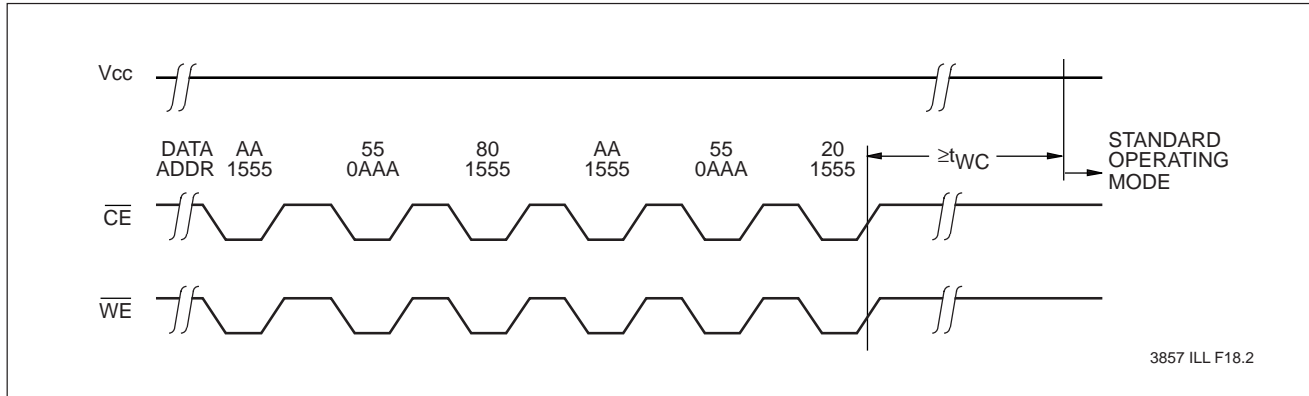 Vcc
DATA AA 55 80 AA 55 20
ADDR 1555 0AAA 1555 1555 0AAA 1555
≥tWC
STANDARD
OPERATING
MODE
CE
WE
3857 ILL F18.2